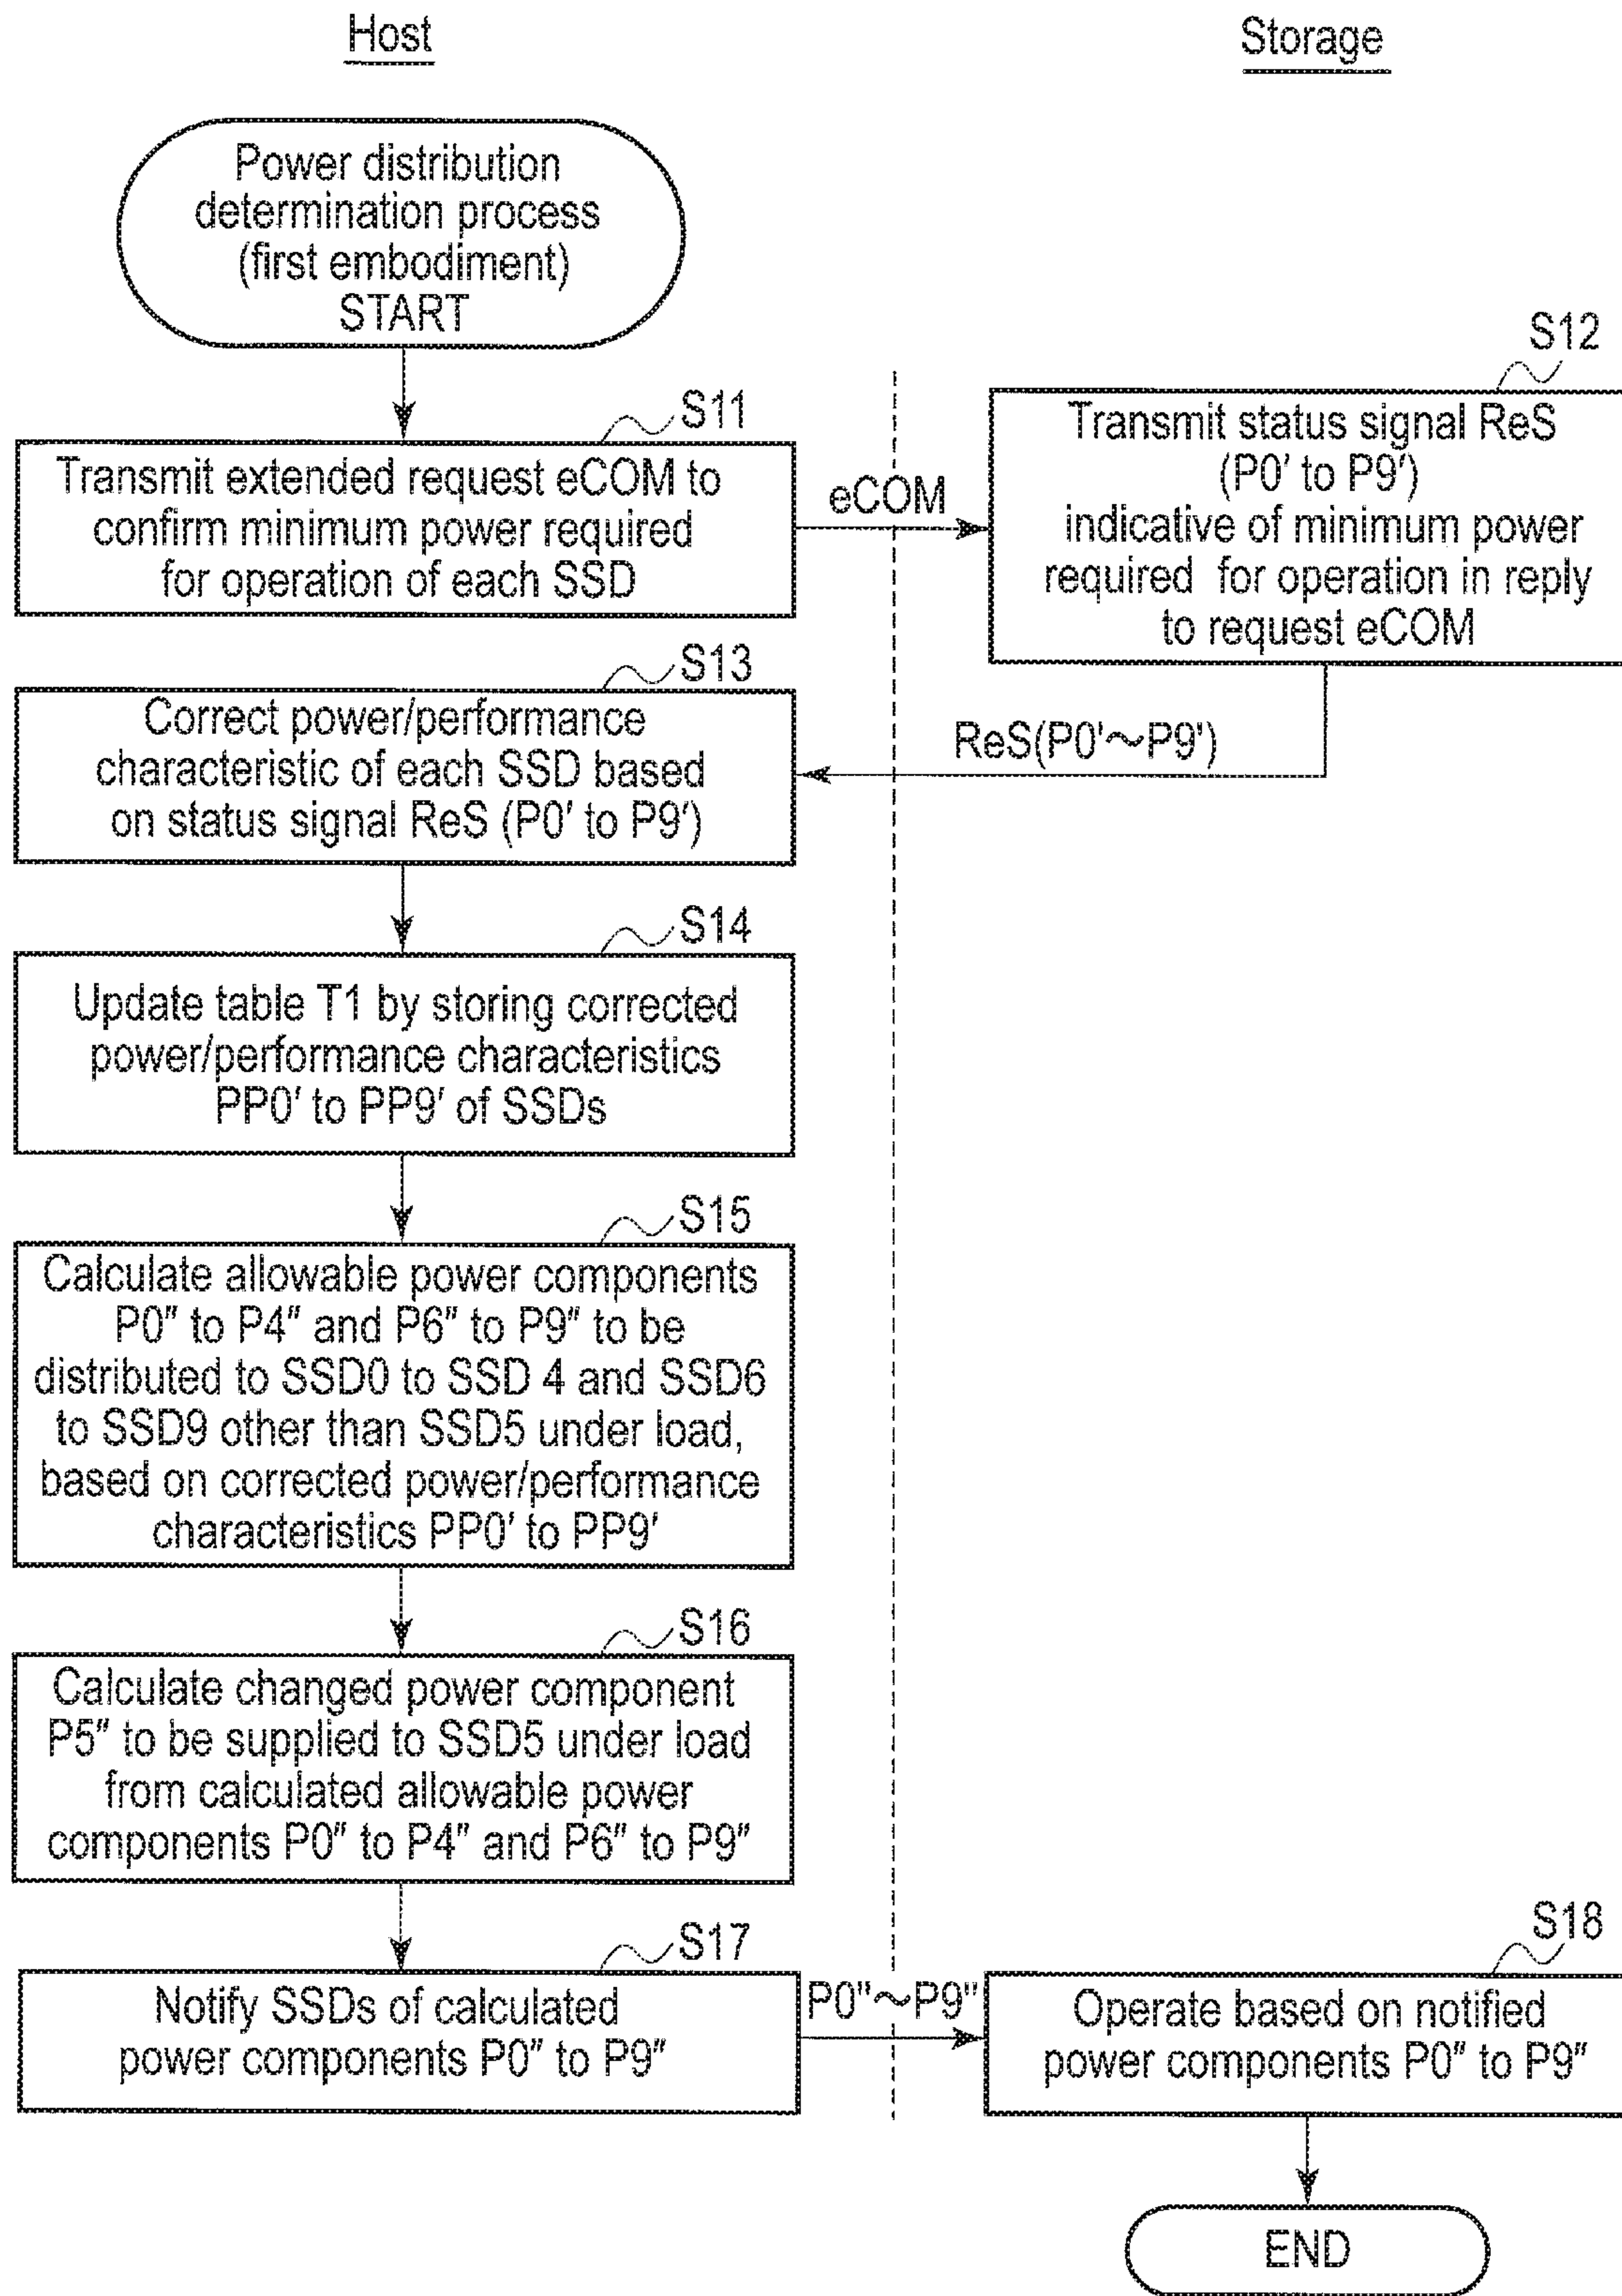 Host
Storage
Power distribution
determination process
(first embodiment)
START
S11
Transmit extended request eCOM to
confirm minimum power required
for operation of each SSD
eCOM
S12
Transmit status signal ReS
(P0′ to P9′)
indicative of minimum power
required for operation in reply
to request eCOM
ReS(P0'～P9')
S13
Correct power/performance
characteristic of each SSD based
on status signal ReS (P0′ to P9′)
S14
Update table T1 by storing corrected
power/performance characteristics
PP0′ to PP9′ of SSDs
S15
Calculate allowable power components
P0″ to P4″ and P6″ to P9″ to be
distributed to SSD0 to SSD 4 and SSD6
to SSD9 other than SSD5 under load,
based on corrected power/performance
characteristics PP0′ to PP9′
S16
Calculate changed power component
P5″ to be supplied to SSD5 under load
from calculated allowable power
components P0″ to P4″ and P6″ to P9″
S17
Notify SSDs of calculated
power components P0″ to P9″
P0"～P9"
S18
Operate based on notified
power components P0″ to P9″
END